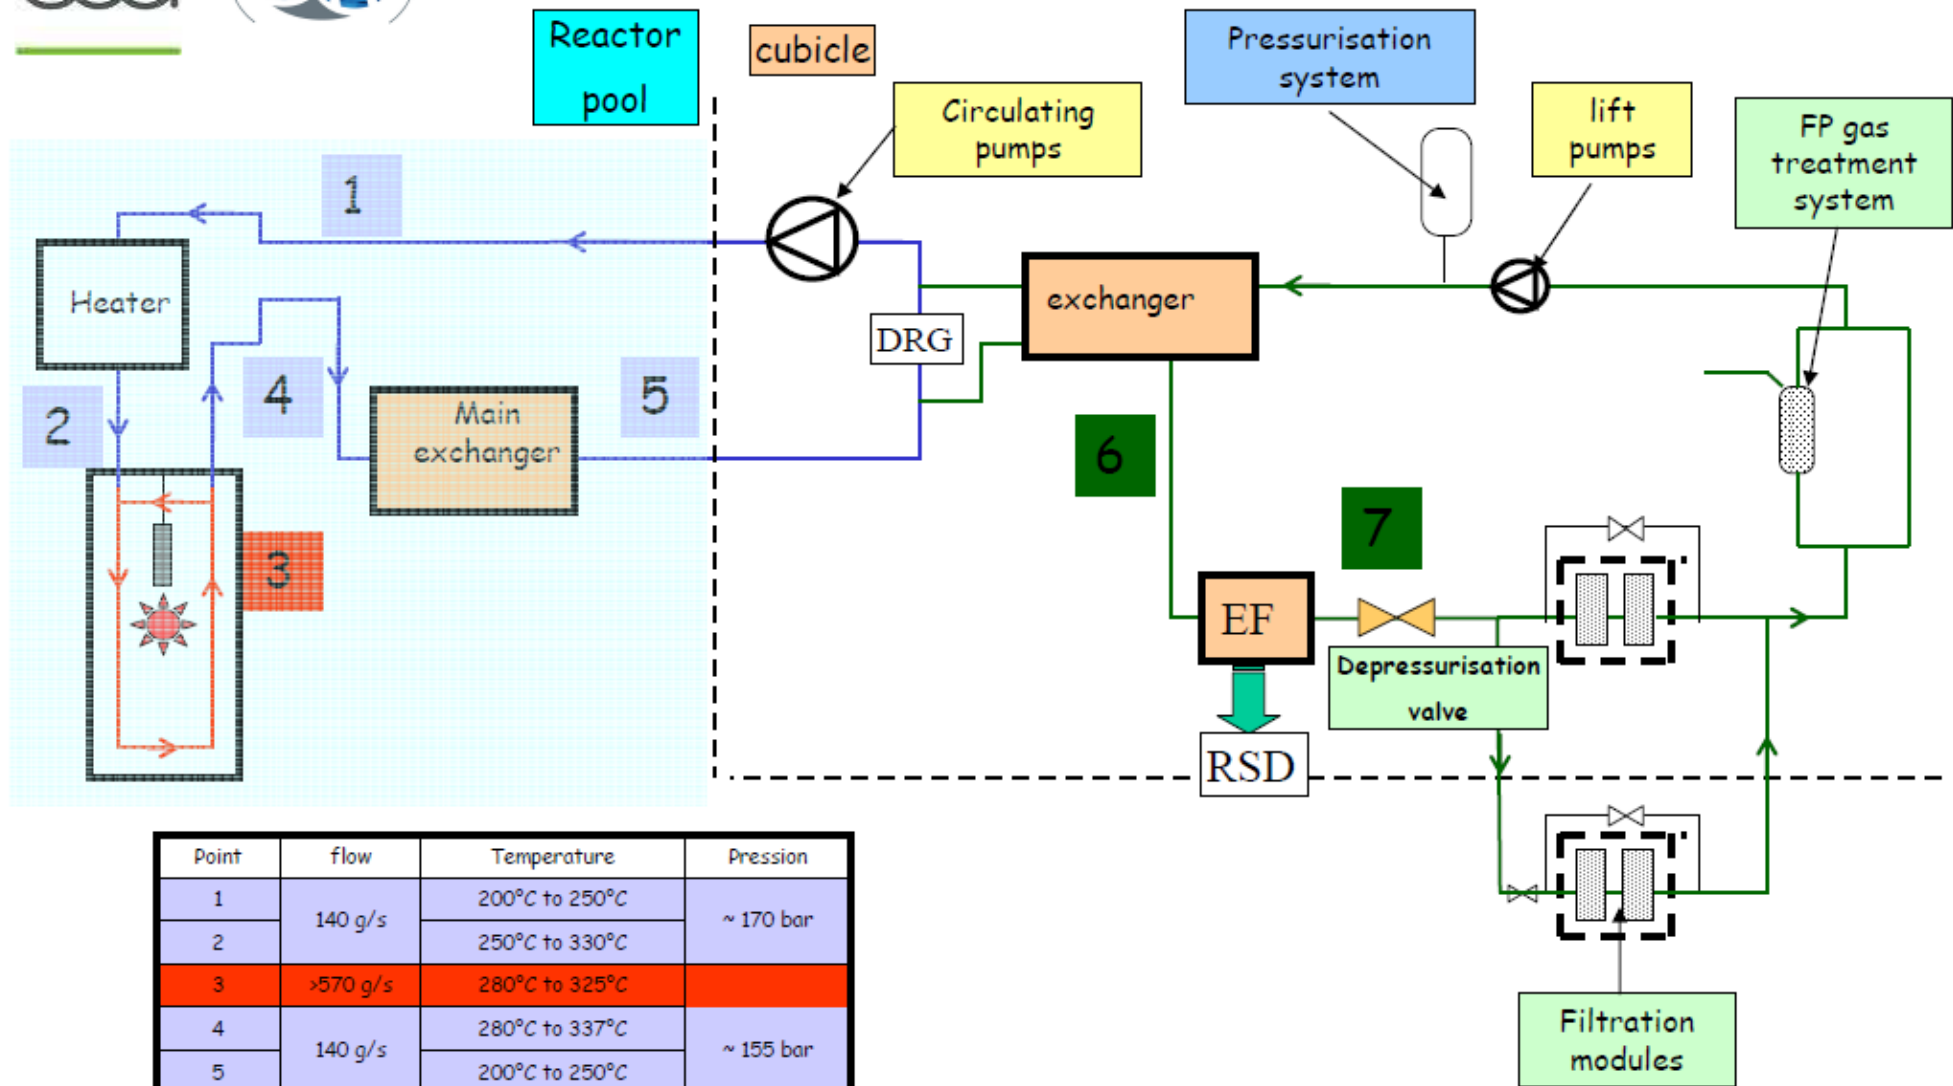 Reactor
pool
cubicle
Pressurisation
system
Circulating
pumps
lift
pumps
FP gas
treatment
system
1
Heater
exchanger
DRG
2
4
Main
exchanger
5
6
3
7
EF
Depressurisation
valve
RSD
Point flow Temperature Pression
1 140 g/s 200°C to 250°C ~ 170 bar
2 250°C to 330°C
3 >570 g/s 280°C to 325°C
4 140 g/s 280°C to 337°C ~ 155 bar
5 200°C to 250°C
Filtration
modules